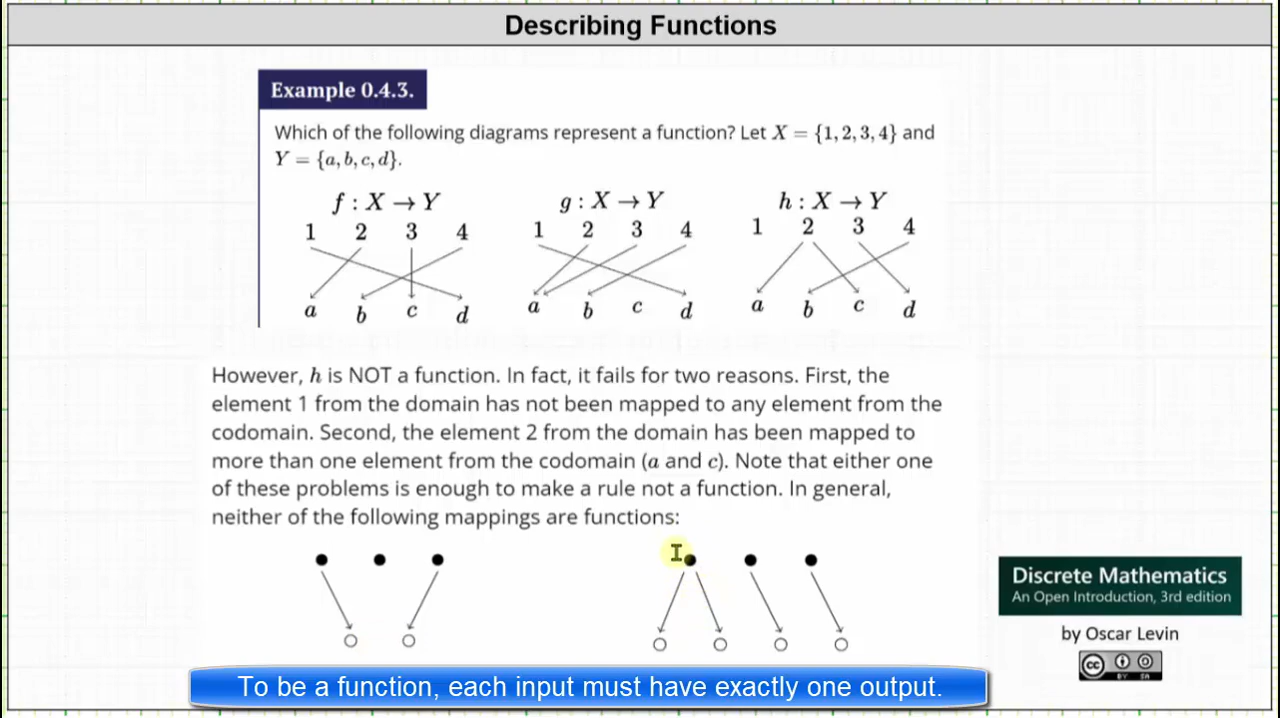 Describing Functions
Example 0.4.3.
Which of the following diagrams represent a function? Let X = {1, 2, 3, 4} and
Y = {a, b, c, d}.
f : X → Y g : X → Y h : X → Y
1 2 3 4 1 2 3 4 1 2 3 4
a b c d a b c d a b c d
However, h is NOT a function. In fact, it fails for two reasons. First, the
element 1 from the domain has not been mapped to any element from the
codomain. Second, the element 2 from the domain has been mapped to
more than one element from the codomain (a and c). Note that either one
of these problems is enough to make a rule not a function. In general,
neither of the following mappings are functions:
Discrete Mathematics
An Open Introduction, 3rd edition
by Oscar Levin
cc BY SA
To be a function, each input must have exactly one output.